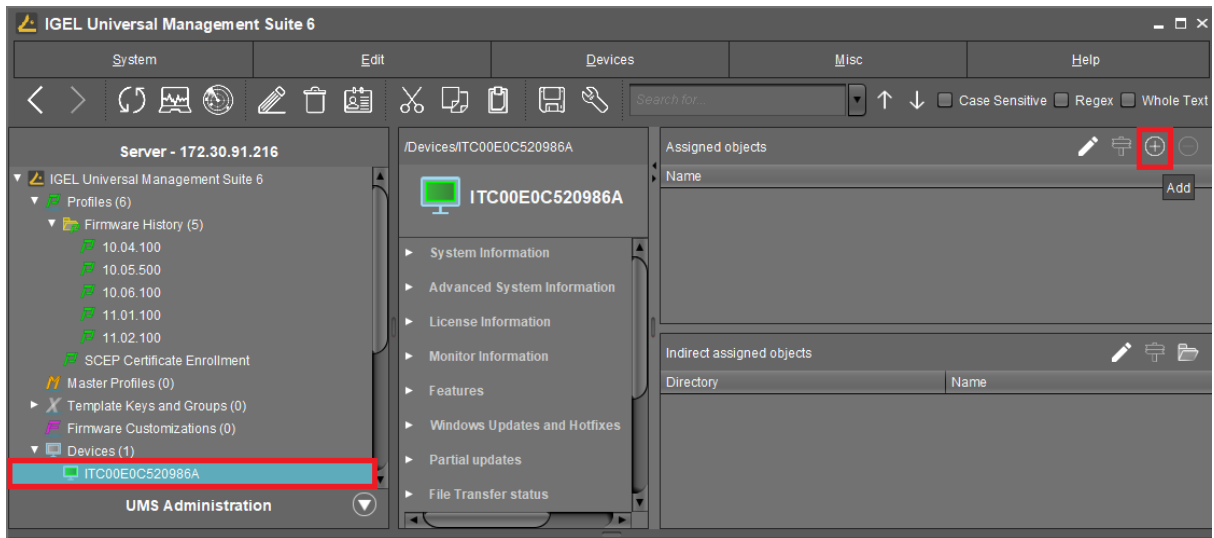 IGEL Universal Management Suite 6
System Edit Devices Misc Help
Search for... Case Sensitive Regex Whole Text
Server - 172.30.91.216
IGEL Universal Management Suite 6
Profiles (6)
Firmware History (5)
10.04.100
10.05.500
10.06.100
11.01.100
11.02.100
SCEP Certificate Enrollment
Master Profiles (0)
Template Keys and Groups (0)
Firmware Customizations (0)
Devices (1)
ITC00E0C520986A
UMS Administration
/Devices/ITC00E0C520986A
ITC00E0C520986A
System Information
Advanced System Information
License Information
Monitor Information
Features
Windows Updates and Hotfixes
Partial updates
File Transfer status
Assigned objects
Name
Add
Indirect assigned objects
Directory Name